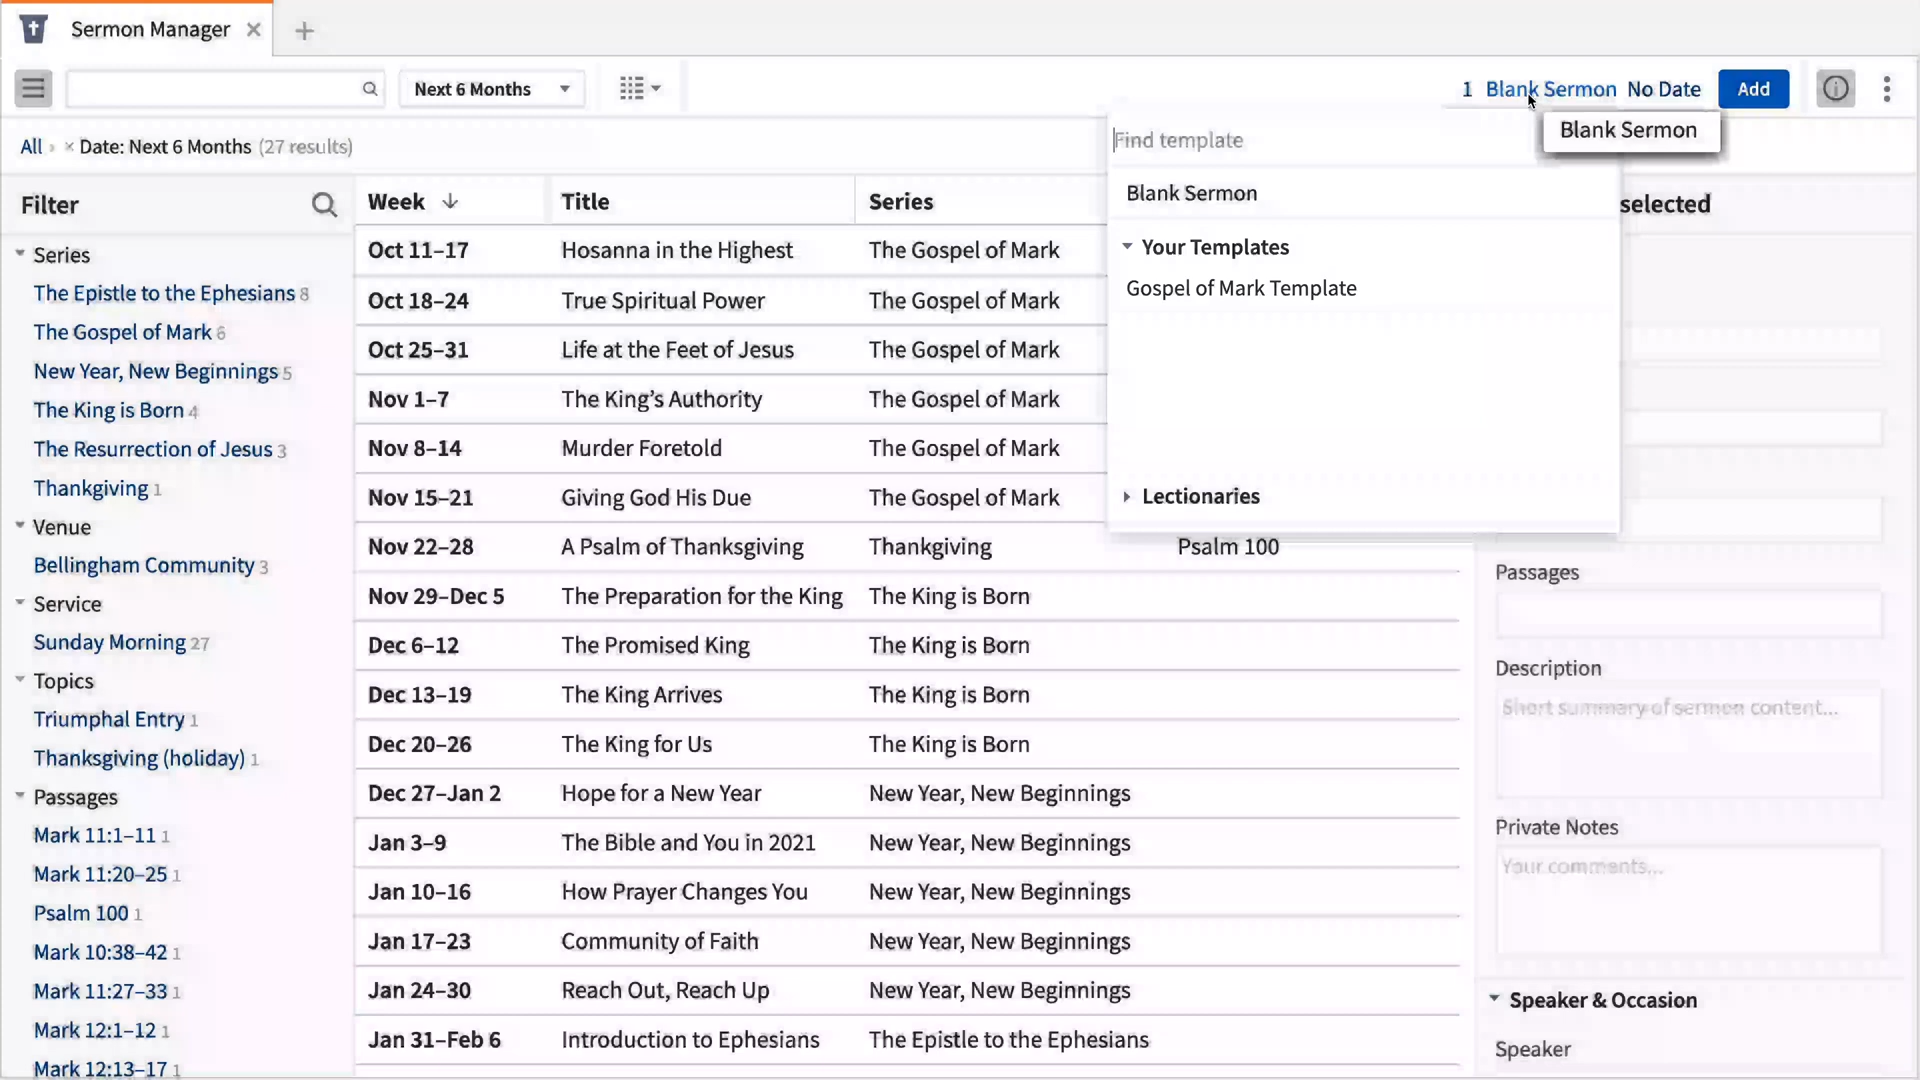 Sermon Manager
Next 6 Months
1 Blank Sermon No Date Add
Blank Sermon
All › × Date: Next 6 Months (27 results)
Find template
Blank Sermon
Your Templates
Gospel of Mark Template
Lectionaries
Filter
Series
The Epistle to the Ephesians 8
The Gospel of Mark 6
New Year, New Beginnings 5
The King is Born 4
The Resurrection of Jesus 3
Thankgiving 1
Venue
Bellingham Community 3
Service
Sunday Morning 27
Topics
Triumphal Entry 1
Thanksgiving (holiday) 1
Passages
Mark 11:1–11 1
Mark 11:20–25 1
Psalm 100 1
Mark 10:38–42 1
Mark 11:27–33 1
Mark 12:1–12 1
Mark 12:13–17 1
Week Title Series
Oct 11–17 Hosanna in the Highest The Gospel of Mark
Oct 18–24 True Spiritual Power The Gospel of Mark
Oct 25–31 Life at the Feet of Jesus The Gospel of Mark
Nov 1–7 The King’s Authority The Gospel of Mark
Nov 8–14 Murder Foretold The Gospel of Mark
Nov 15–21 Giving God His Due The Gospel of Mark
Nov 22–28 A Psalm of Thanksgiving Thankgiving Psalm 100
Nov 29–Dec 5 The Preparation for the King The King is Born
Dec 6–12 The Promised King The King is Born
Dec 13–19 The King Arrives The King is Born
Dec 20–26 The King for Us The King is Born
Dec 27–Jan 2 Hope for a New Year New Year, New Beginnings
Jan 3–9 The Bible and You in 2021 New Year, New Beginnings
Jan 10–16 How Prayer Changes You New Year, New Beginnings
Jan 17–23 Community of Faith New Year, New Beginnings
Jan 24–30 Reach Out, Reach Up New Year, New Beginnings
Jan 31–Feb 6 Introduction to Ephesians The Epistle to the Ephesians
selected
Passages
Description
Short summary of sermon content...
Private Notes
Your comments...
Speaker & Occasion
Speaker